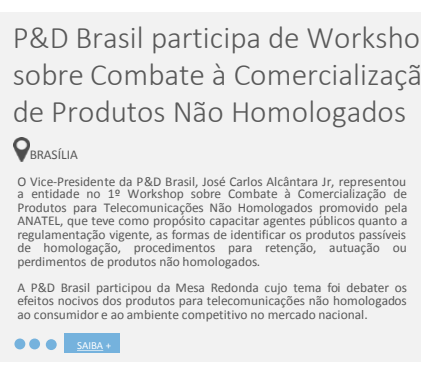 P&D Brasil participa de Worksho
sobre Combate à Comercializaçã
de Produtos Não Homologados
BRASÍLIA
O Vice-Presidente da P&D Brasil, José Carlos Alcântara Jr, representou
a entidade no 1º Workshop sobre Combate à Comercialização de
Produtos para Telecomunicações Não Homologados promovido pela
ANATEL, que teve como propósito capacitar agentes públicos quanto a
regulamentação vigente, as formas de identificar os produtos passíveis
de homologação, procedimentos para retenção, autuação ou
perdimentos de produtos não homologados.
A P&D Brasil participou da Mesa Redonda cujo tema foi debater os
efeitos nocivos dos produtos para telecomunicações não homologados
ao consumidor e ao ambiente competitivo no mercado nacional.
SAIBA +